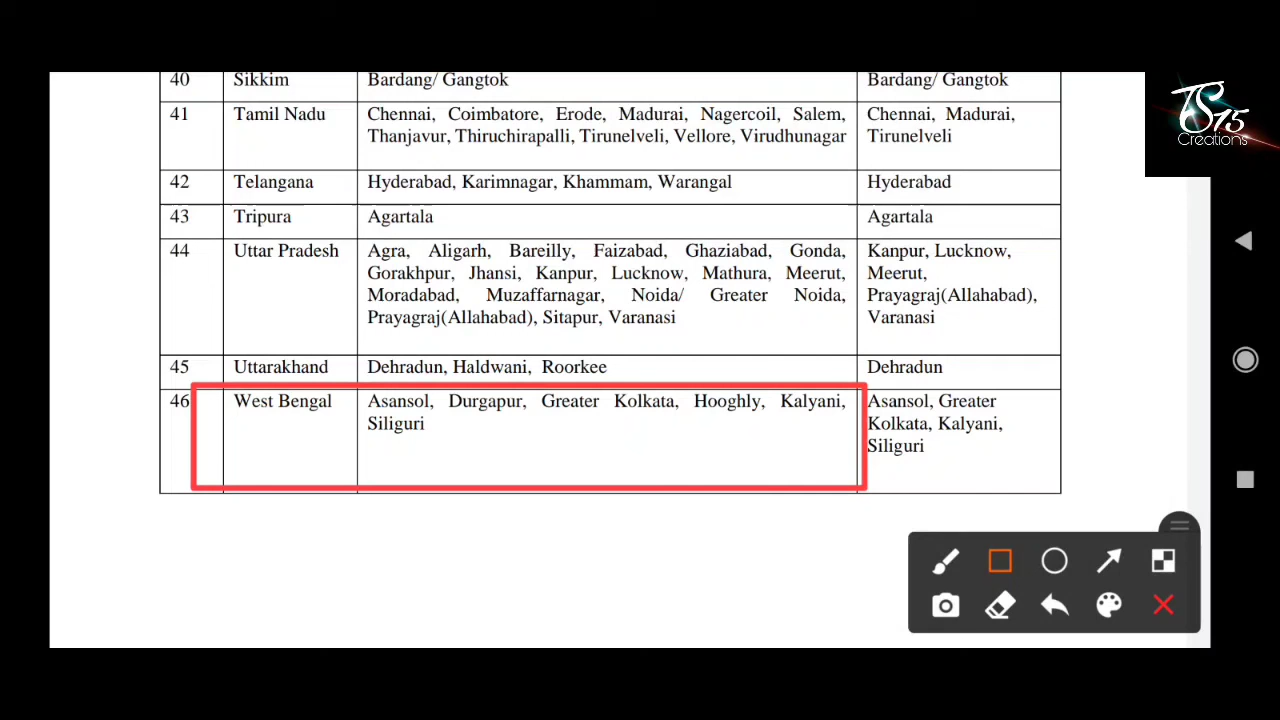 40 Sikkim Bardang/ Gangtok Bardang/ Gangtok
41 Tamil Nadu Chennai, Coimbatore, Erode, Madurai, Nagercoil, Salem, Chennai, Madurai,
Thanjavur, Thiruchirapalli, Tirunelveli, Vellore, Virudhunagar Tirunelveli
42 Telangana Hyderabad, Karimnagar, Khammam, Warangal Hyderabad
43 Tripura Agartala Agartala
44 Uttar Pradesh Agra, Aligarh, Bareilly, Faizabad, Ghaziabad, Gonda, Kanpur, Lucknow,
Gorakhpur, Jhansi, Kanpur, Lucknow, Mathura, Meerut, Meerut,
Moradabad, Muzaffarnagar, Noida/ Greater Noida, Prayagraj(Allahabad),
Prayagraj(Allahabad), Sitapur, Varanasi Varanasi
45 Uttarakhand Dehradun, Haldwani, Roorkee Dehradun
46 West Bengal Asansol, Durgapur, Greater Kolkata, Hooghly, Kalyani, Asansol, Greater
Siliguri Kolkata, Kalyani,
Siliguri
TS15
Creations